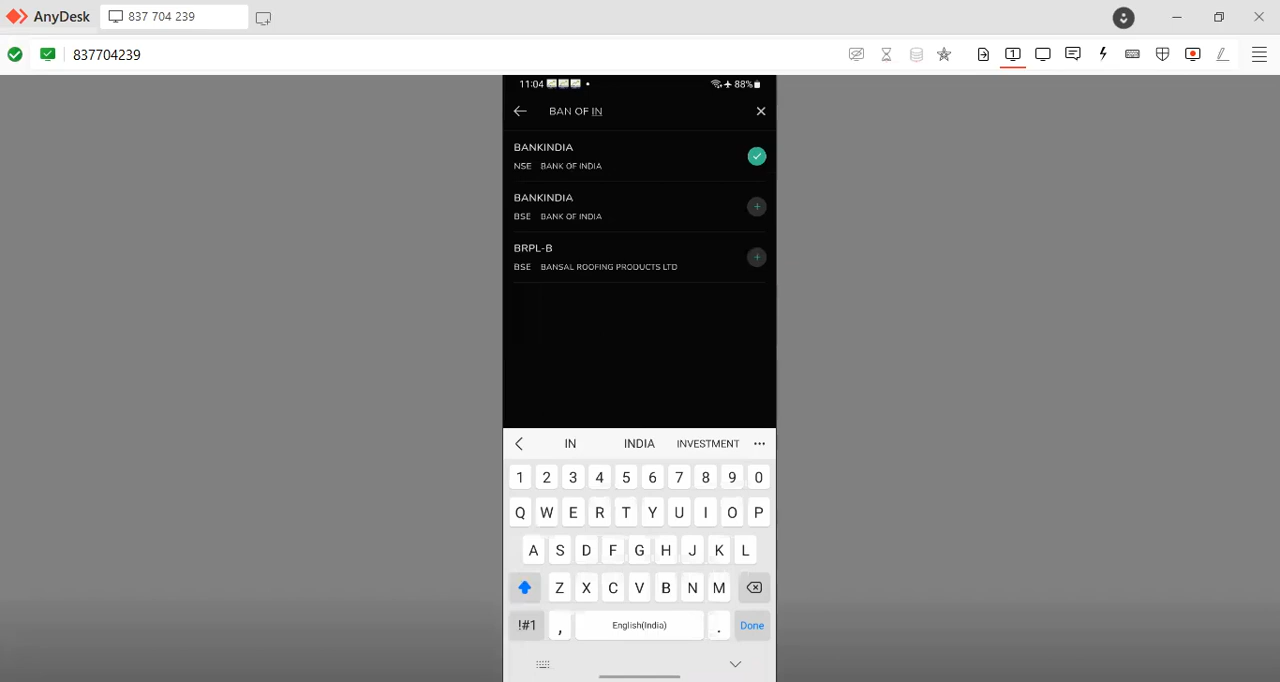 AnyDesk 837 704 239
837704239 1
11:04 88%
BAN OF IN
BANKINDIA
NSE BANK OF INDIA
BANKINDIA
BSE BANK OF INDIA
BRPL-B
BSE BANSAL ROOFING PRODUCTS LTD
IN INDIA INVESTMENT
1 2 3 4 5 6 7 8 9 0
Q W E R T Y U I O P
A S D F G H J K L
Z X C V B N M
!#1 , English(India) . Done